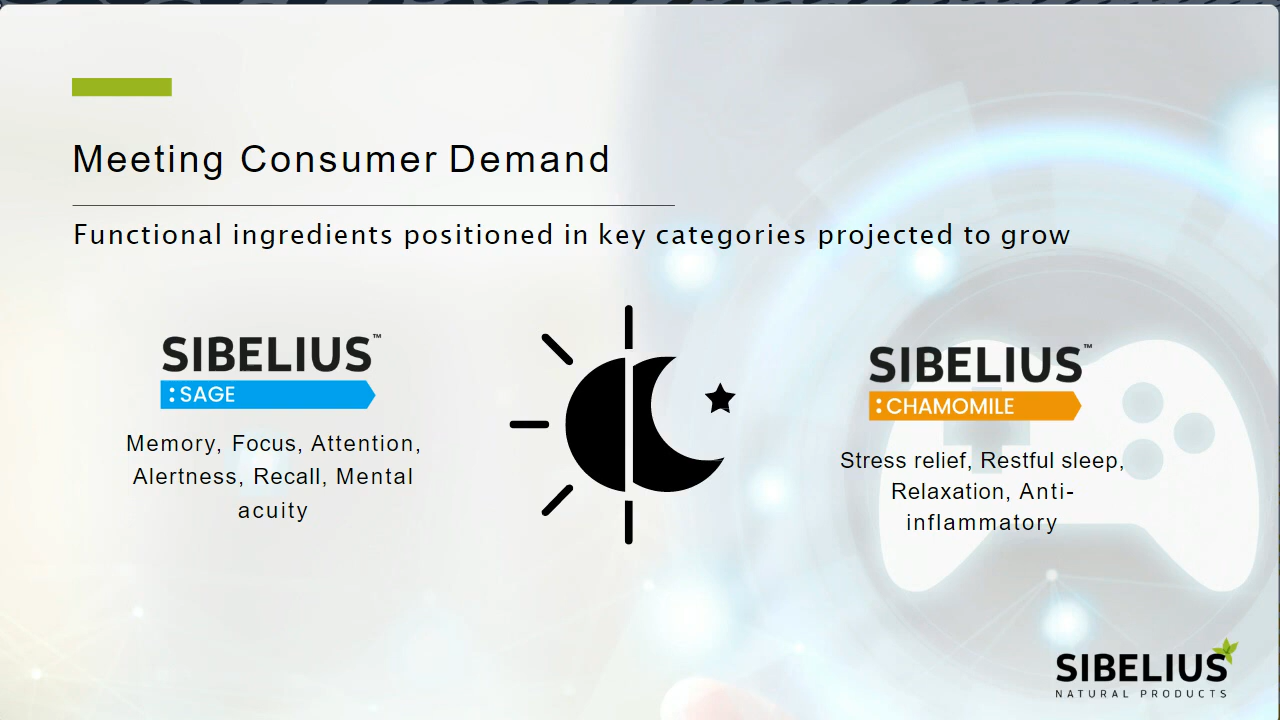 Meeting Consumer Demand
Functional ingredients positioned in key categories projected to grow
SIBELIUS™
: SAGE
Memory, Focus, Attention,
Alertness, Recall, Mental
acuity
SIBELIUS™
: CHAMOMILE
Stress relief, Restful sleep,
Relaxation, Anti-
inflammatory
SIBELIUS
NATURAL PRODUCTS